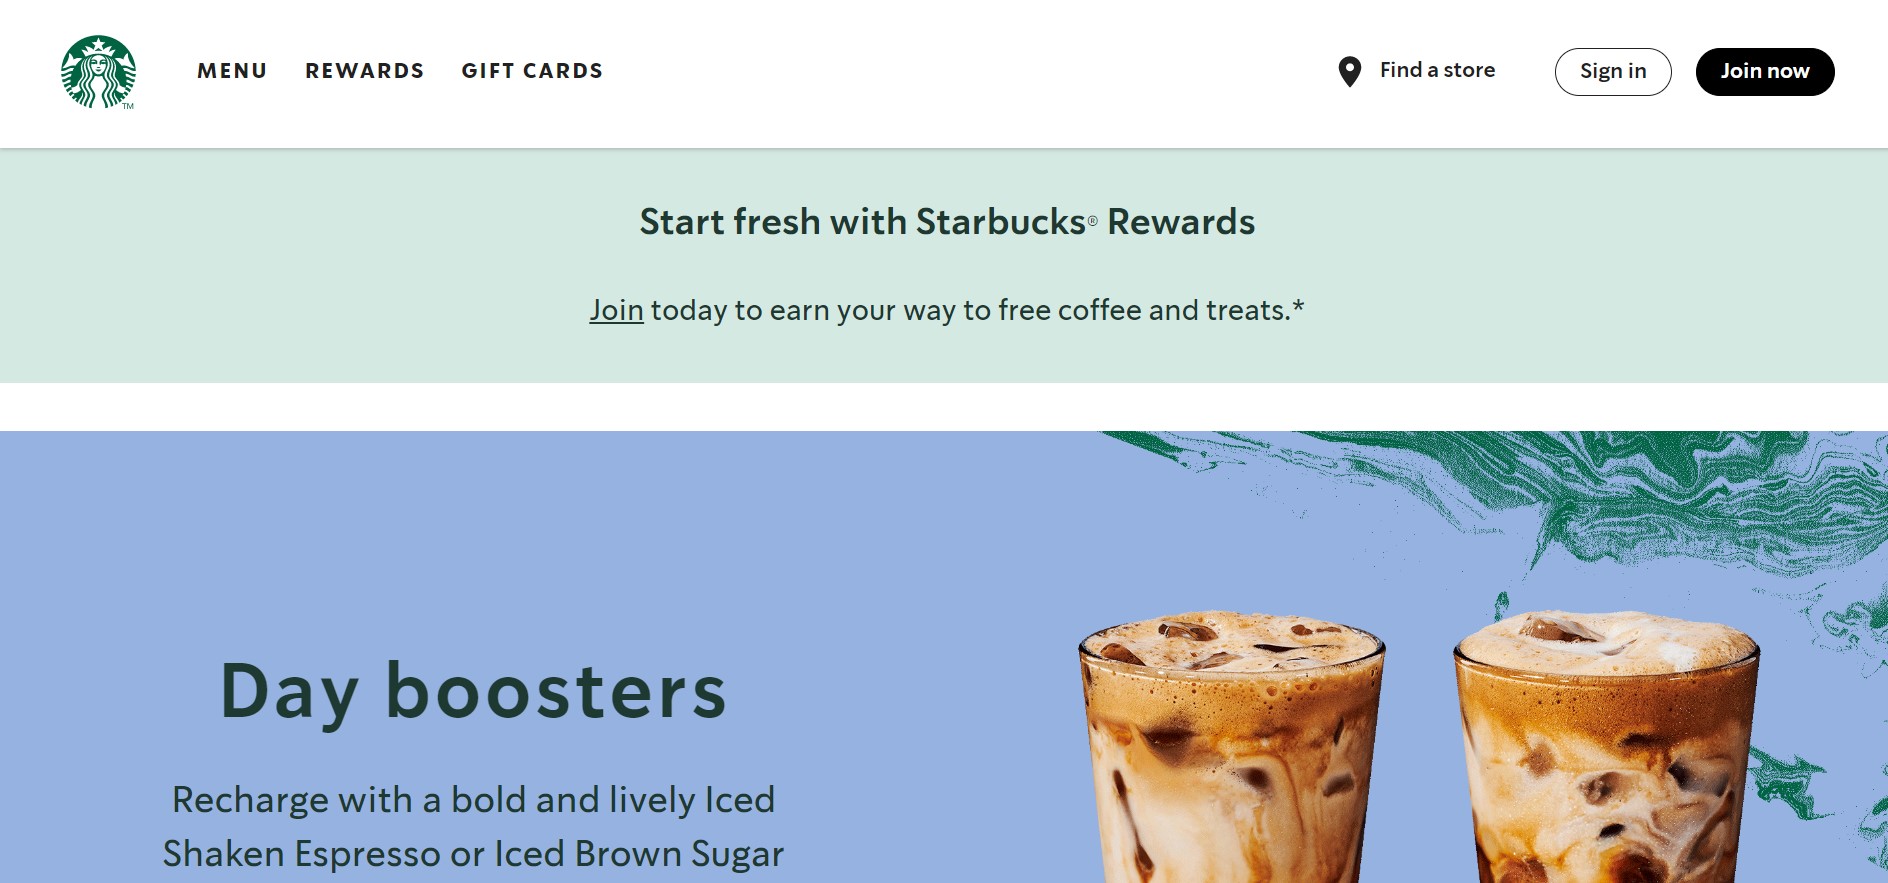 TM
MENU
REWARDS
GIFT CARDS
Find a store
Sign in
Join now
Start fresh with Starbucks® Rewards
Join today to earn your way to free coffee and treats.*
Day boosters
Recharge with a bold and lively Iced
Shaken Espresso or Iced Brown Sugar